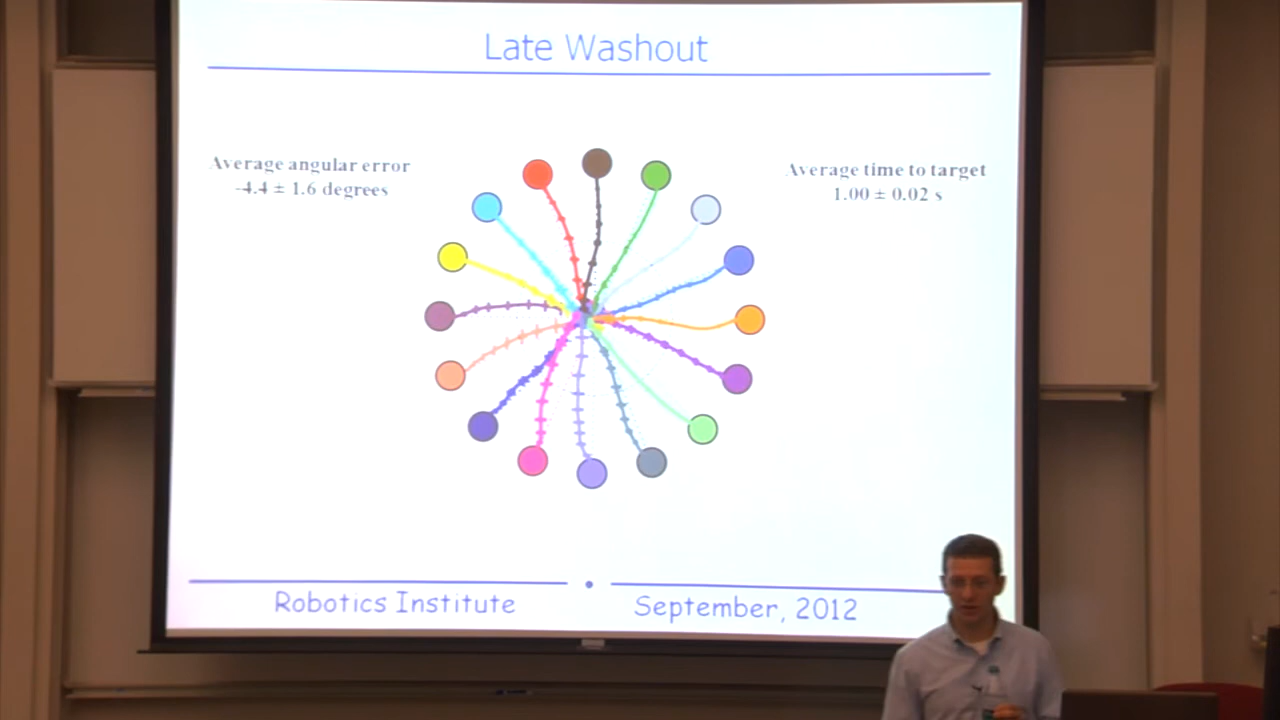 Late Washout
Average angular error
-4.4 ± 1.6 degrees
Average time to target
1.00 ± 0.02 s
Robotics Institute
September, 2012